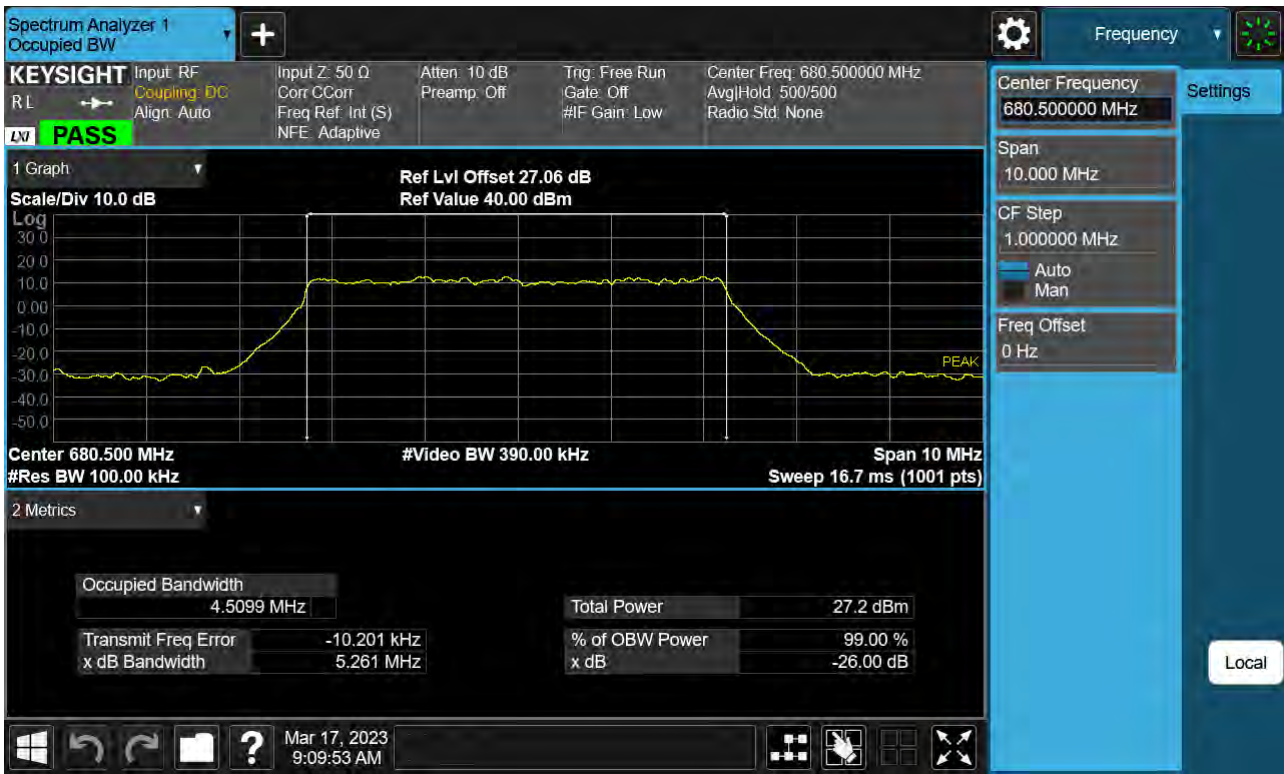 Spectrum Analyzer 1
Occupied BW
Frequency
KEYSIGHT
R L
LXI
PASS
Input: RF
Coupling: DC
Align: Auto
Input Z: 50 Ω
Corr CCorr
Freq Ref: Int (S)
NFE: Adaptive
Atten: 10 dB
Preamp: Off
Trig: Free Run
Gate: Off
#IF Gain: Low
Center Freq: 680.500000 MHz
Avg|Hold: 500/500
Radio Std: None
Center Frequency
680.500000 MHz
Settings
Span
10.000 MHz
CF Step
1.000000 MHz
Auto
Man
Freq Offset
0 Hz
Local
1 Graph
Scale/Div 10.0 dB
Ref Lvl Offset 27.06 dB
Ref Value 40.00 dBm
Log
30.0
20.0
10.0
0.00
-10.0
-20.0
-30.0
-40.0
-50.0
PEAK
Center 680.500 MHz
#Video BW 390.00 kHz
Span 10 MHz
#Res BW 100.00 kHz
Sweep 16.7 ms (1001 pts)
2 Metrics
Occupied Bandwidth
4.5099 MHz
Total Power 27.2 dBm
Transmit Freq Error -10.201 kHz
% of OBW Power 99.00 %
x dB Bandwidth 5.261 MHz
x dB -26.00 dB
?
Mar 17, 2023
9:09:53 AM